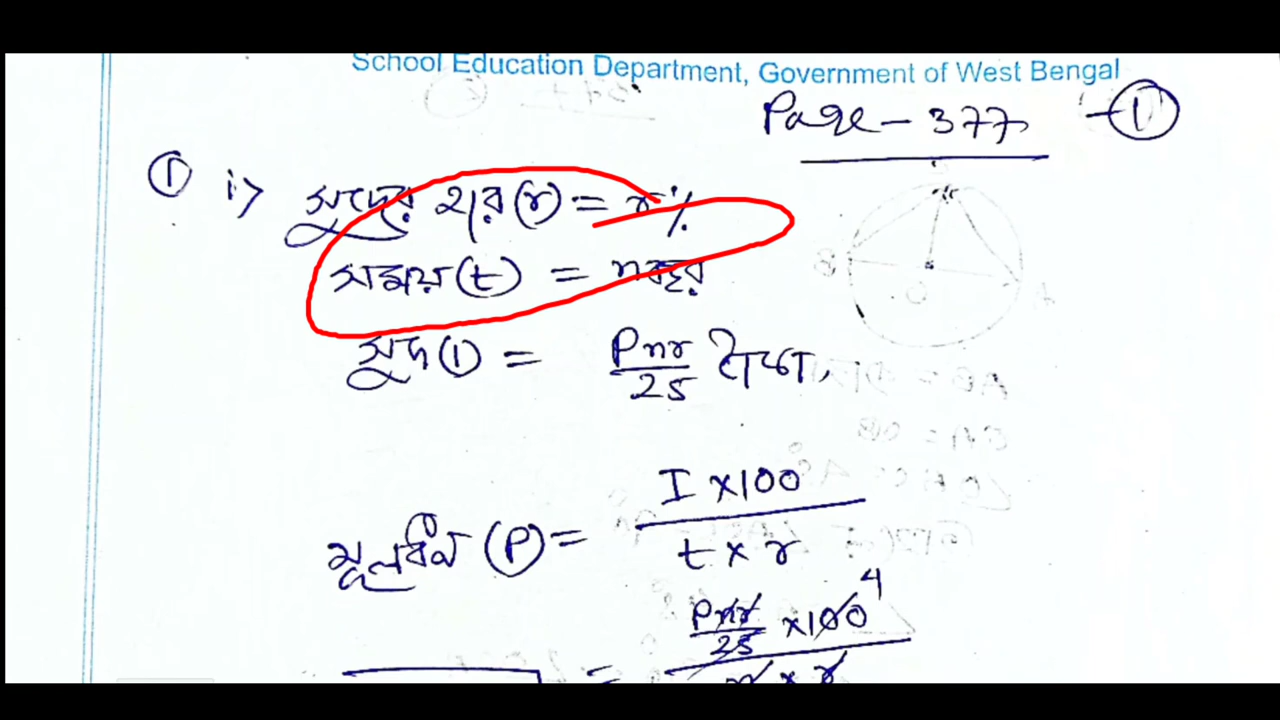 School Education Department, Government of West Bengal
Page - 377 - ①
① i> সুদের হার (r) = r %
সময় (t) = n বছর
সুদ (I) = Pnr/25 টাকা,
মূলধন (P) = I × 100 / t × r
= Pnr/25 × 100 4 / n × r